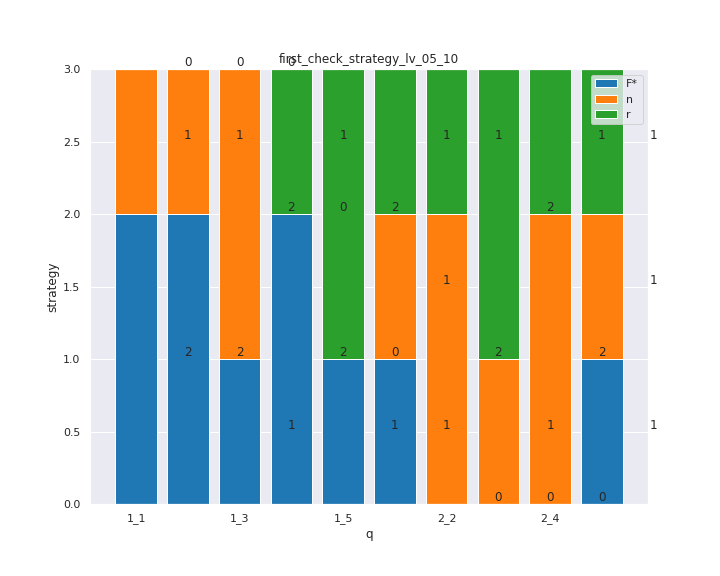 first_check_strategy_lv_05_10
0 0 0
3.0
F*
n
r
1 1 1 1 1 1 1
2.5
2 0 2 2
2.0
1 1
1.5
2 2 2 0 2 2
1.0
1 1 1 1 1
0.5
0 0 0
0.0
1_1 1_3 1_5 2_2 2_4
q
strategy